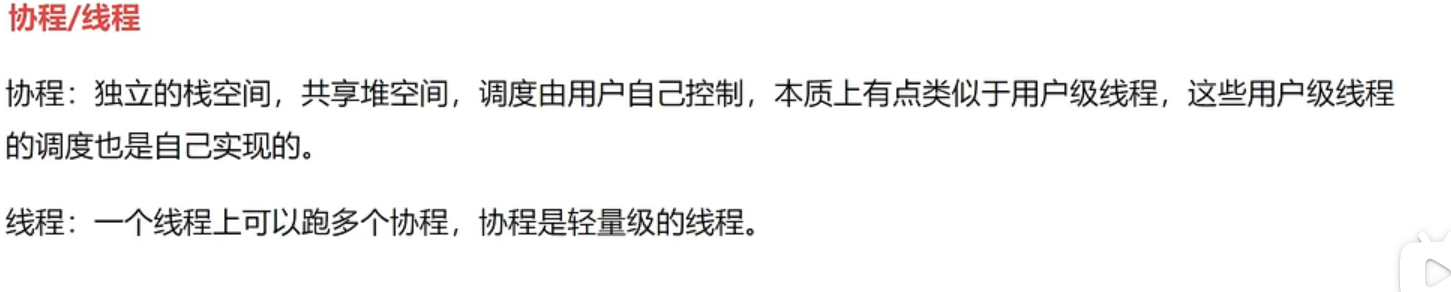 协程/线程
协程：独立的栈空间，共享堆空间，调度由用户自己控制，本质上有点类似于用户级线程，这些用户级线程
的调度也是自己实现的。
线程：一个线程上可以跑多个协程，协程是轻量级的线程。